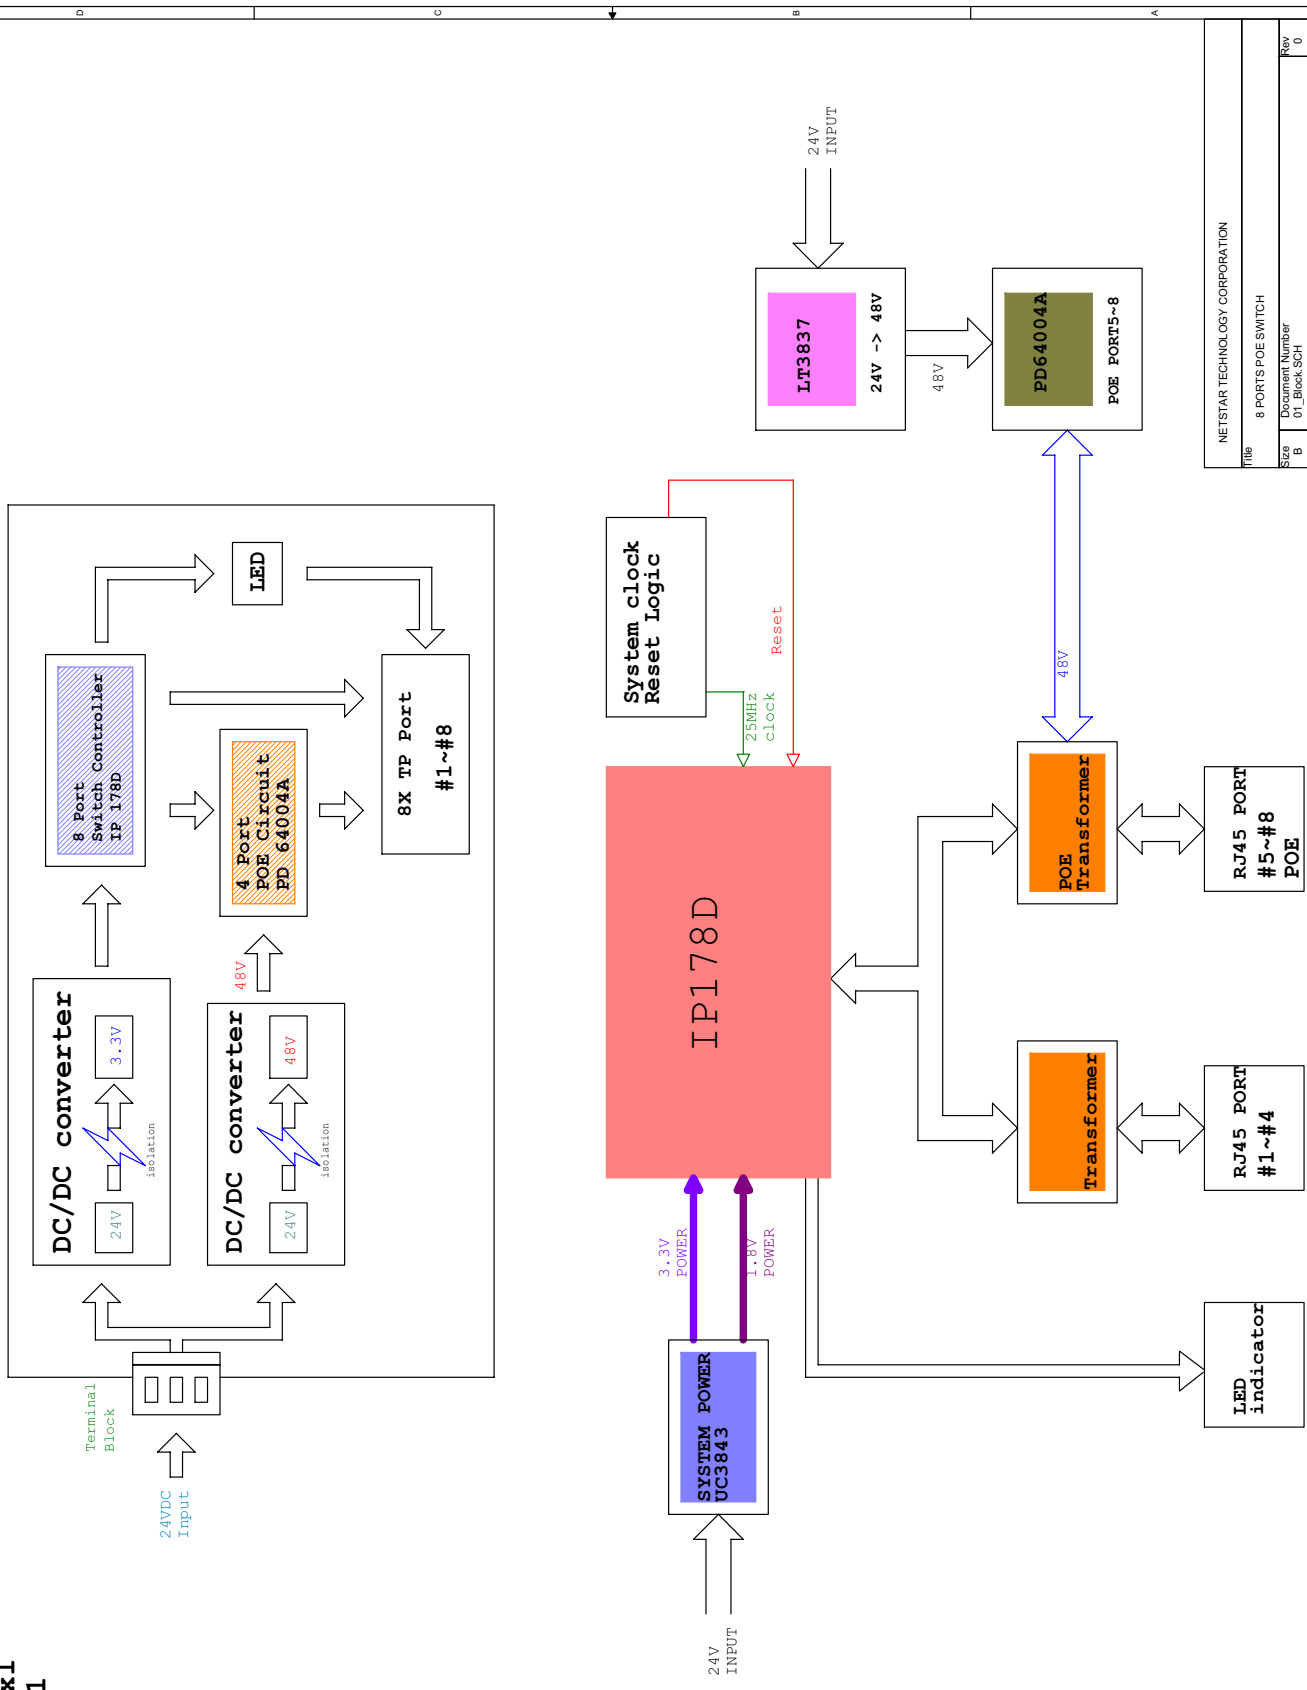 x1
1
24VDC
Input
Terminal
Block
DC/DC converter
24V
isolation
3.3V
DC/DC converter
24V
isolation
48V
48V
8 Port
Switch Controller
IP 178D
4 Port
POE Circuit
PD 64004A
LED
8X TP Port
#1~#8
24V
INPUT
SYSTEM POWER
UC3843
3.3V
POWER
1.8V
POWER
IP178D
System clock
Reset Logic
25MHz
clock
Reset
24V
INPUT
LT3837
24V -> 48V
48V
PD64004A
POE PORT5~8
48V
POE
Transformer
Transformer
RJ45 PORT
#5~#8
POE
RJ45 PORT
#1~#4
LED
indicator
NETSTAR TECHNOLOGY CORPORATION
Title
8 PORTS POE SWITCH
Size
B
Document Number
01_Block.SCH
Rev
0
D
C
B
A